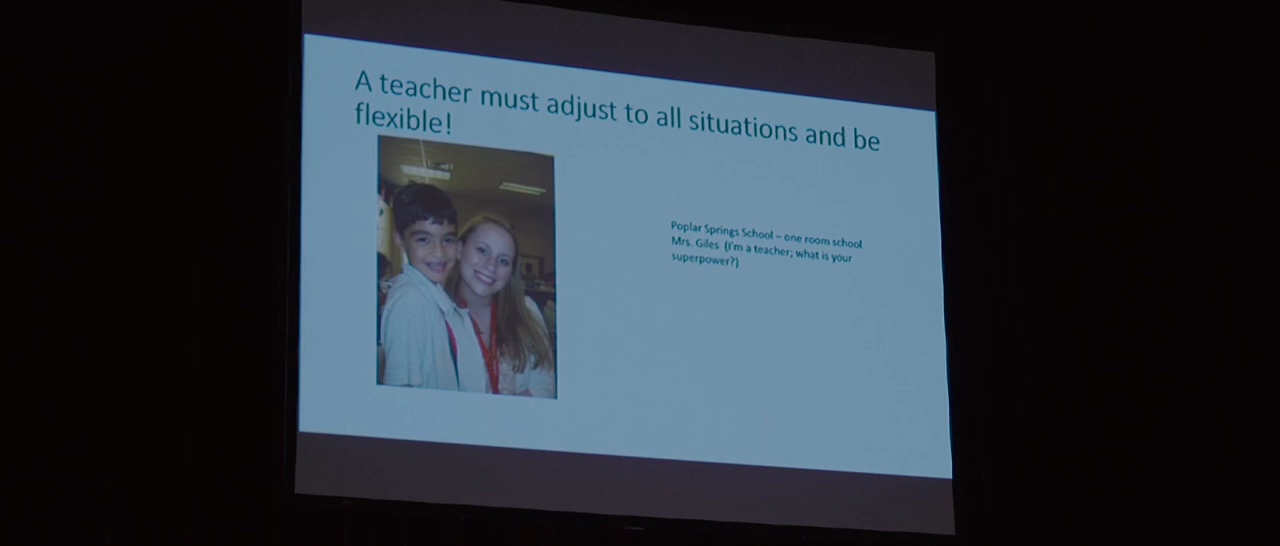 A teacher must adjust to all situations and be
flexible!
Poplar Springs School – one room school
Mrs. Giles (I'm a teacher; what is your
superpower?)